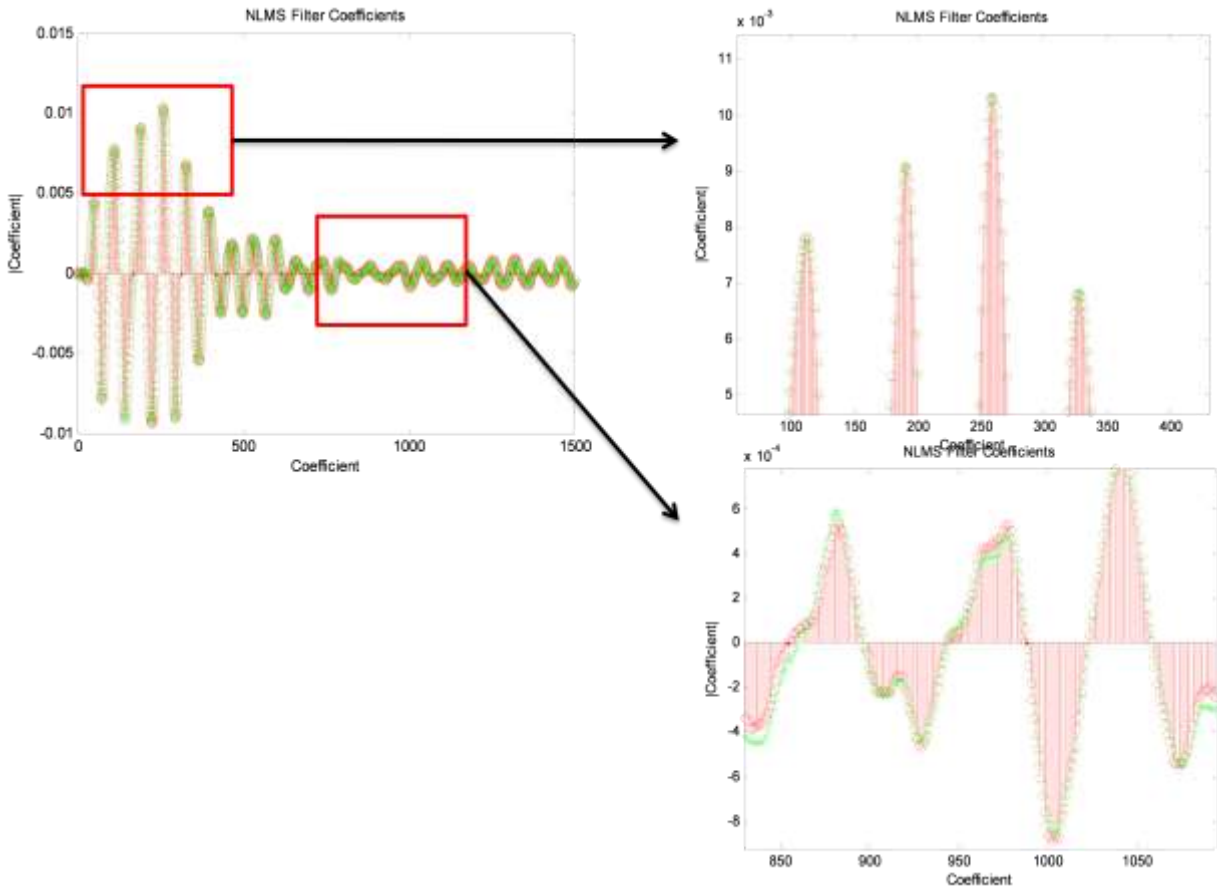 NLMS Filter Coefficients
0.015
0.01
0.005
0
-0.005
-0.01
|Coefficient|
0 500 1000 1500
Coefficient
x 10⁻³
NLMS Filter Coefficients
11
10
9
8
7
6
5
|Coefficient|
100 150 200 250 300 350 400
Coefficient
x 10⁻⁴
NLMS Filter Coefficients
6
4
2
0
-2
-4
-6
-8
|Coefficient|
850 900 950 1000 1050
Coefficient